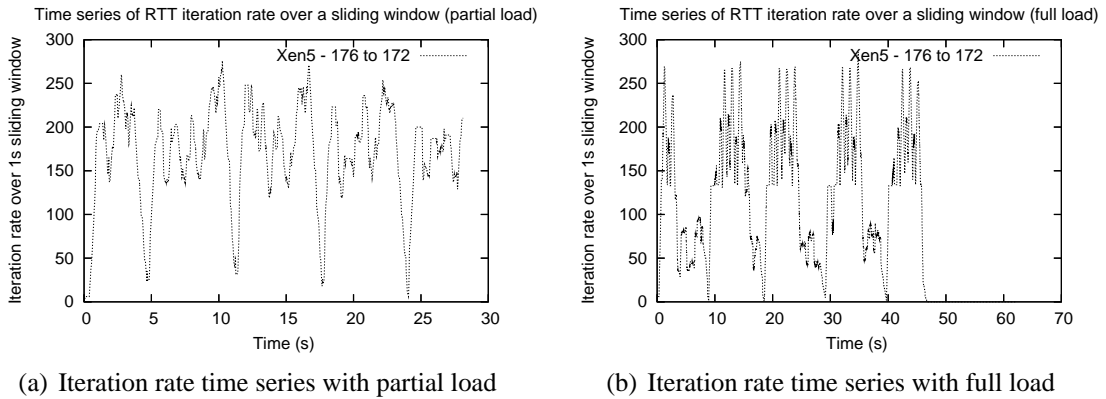 Time series of RTT iteration rate over a sliding window (partial load)
Iteration rate over 1s sliding window
300
250
200
150
100
50
0
Xen5 - 176 to 172
0 5 10 15 20 25 30
Time (s)
(a) Iteration rate time series with partial load
Time series of RTT iteration rate over a sliding window (full load)
Iteration rate over 1s sliding window
300
250
200
150
100
50
0
Xen5 - 176 to 172
0 10 20 30 40 50 60 70
Time (s)
(b) Iteration rate time series with full load